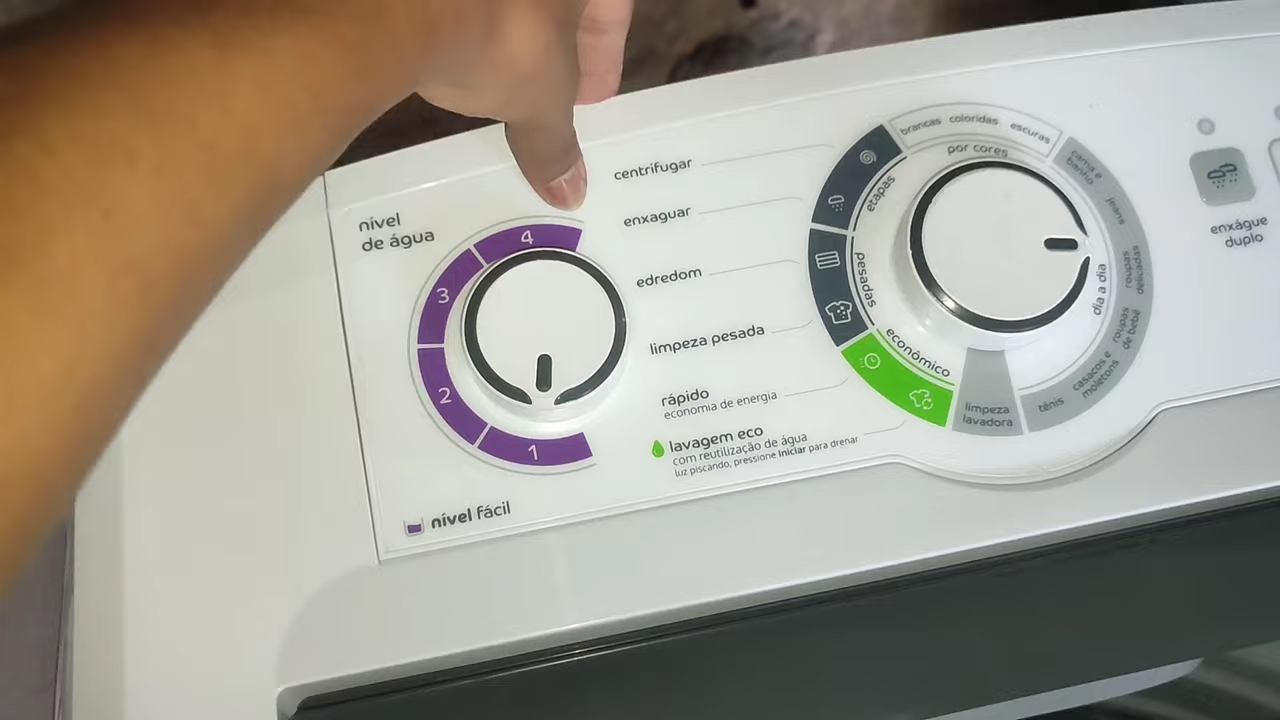 nível
de água
4
3
2
1
nível fácil
centrifugar
enxaguar
edredom
limpeza pesada
rápido
economia de energia
lavagem eco
com reutilização de água
luz piscando, pressione Iniciar para drenar
brancas coloridas escuras
por cores
etapas
pesadas
econômico
dia a dia
cama e
banho
jeans
roupas
delicadas
roupas
de bebê
casacos e
moletons
tênis
limpeza
lavadora
enxágue
duplo